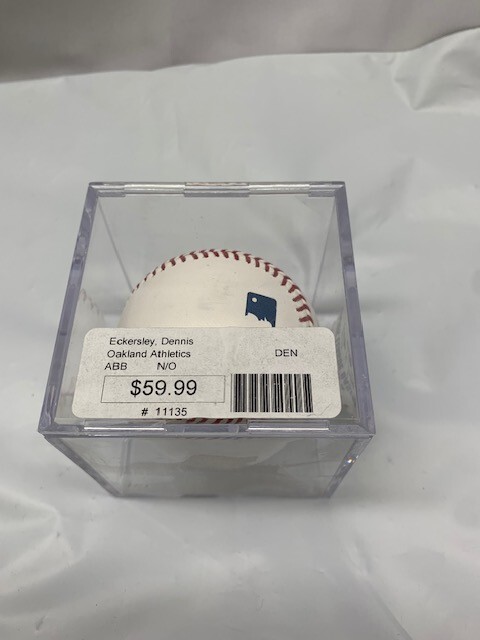 Eckersley, Dennis
Oakland Athletics DEN
ABB N/O
$59.99
# 11135